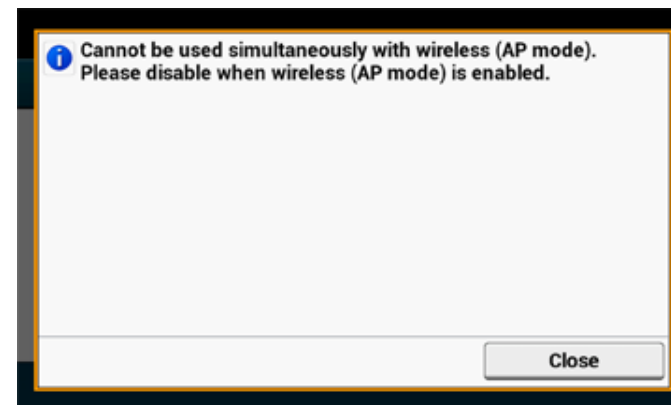 Cannot be used simultaneously with wireless (AP mode).
Please disable when wireless (AP mode) is enabled.
Close